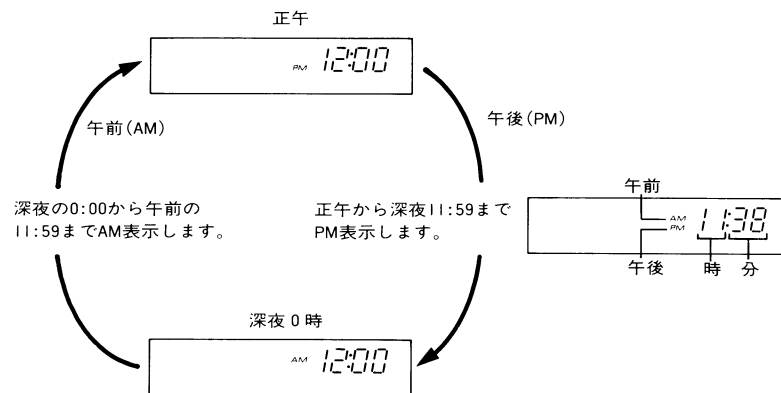 正午
PM 12:00
午前(AM)
午後(PM)
深夜の0:00から午前の
11:59までAM表示します。
正午から深夜11:59まで
PM表示します。
午前
AM
PM
11:38
午後
時
分
深夜0時
AM 12:00